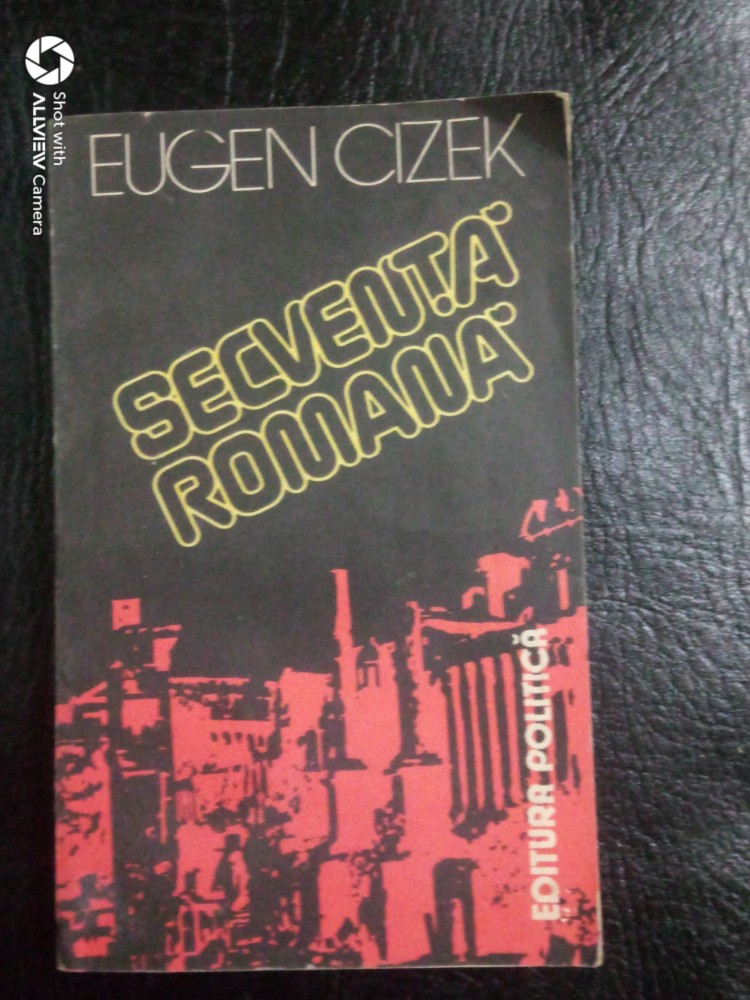 Shot with
ALLVIEW Camera
EUGEN CIZEK
SECVENȚĂ
ROMANĂ
EDITURA POLITICĂ